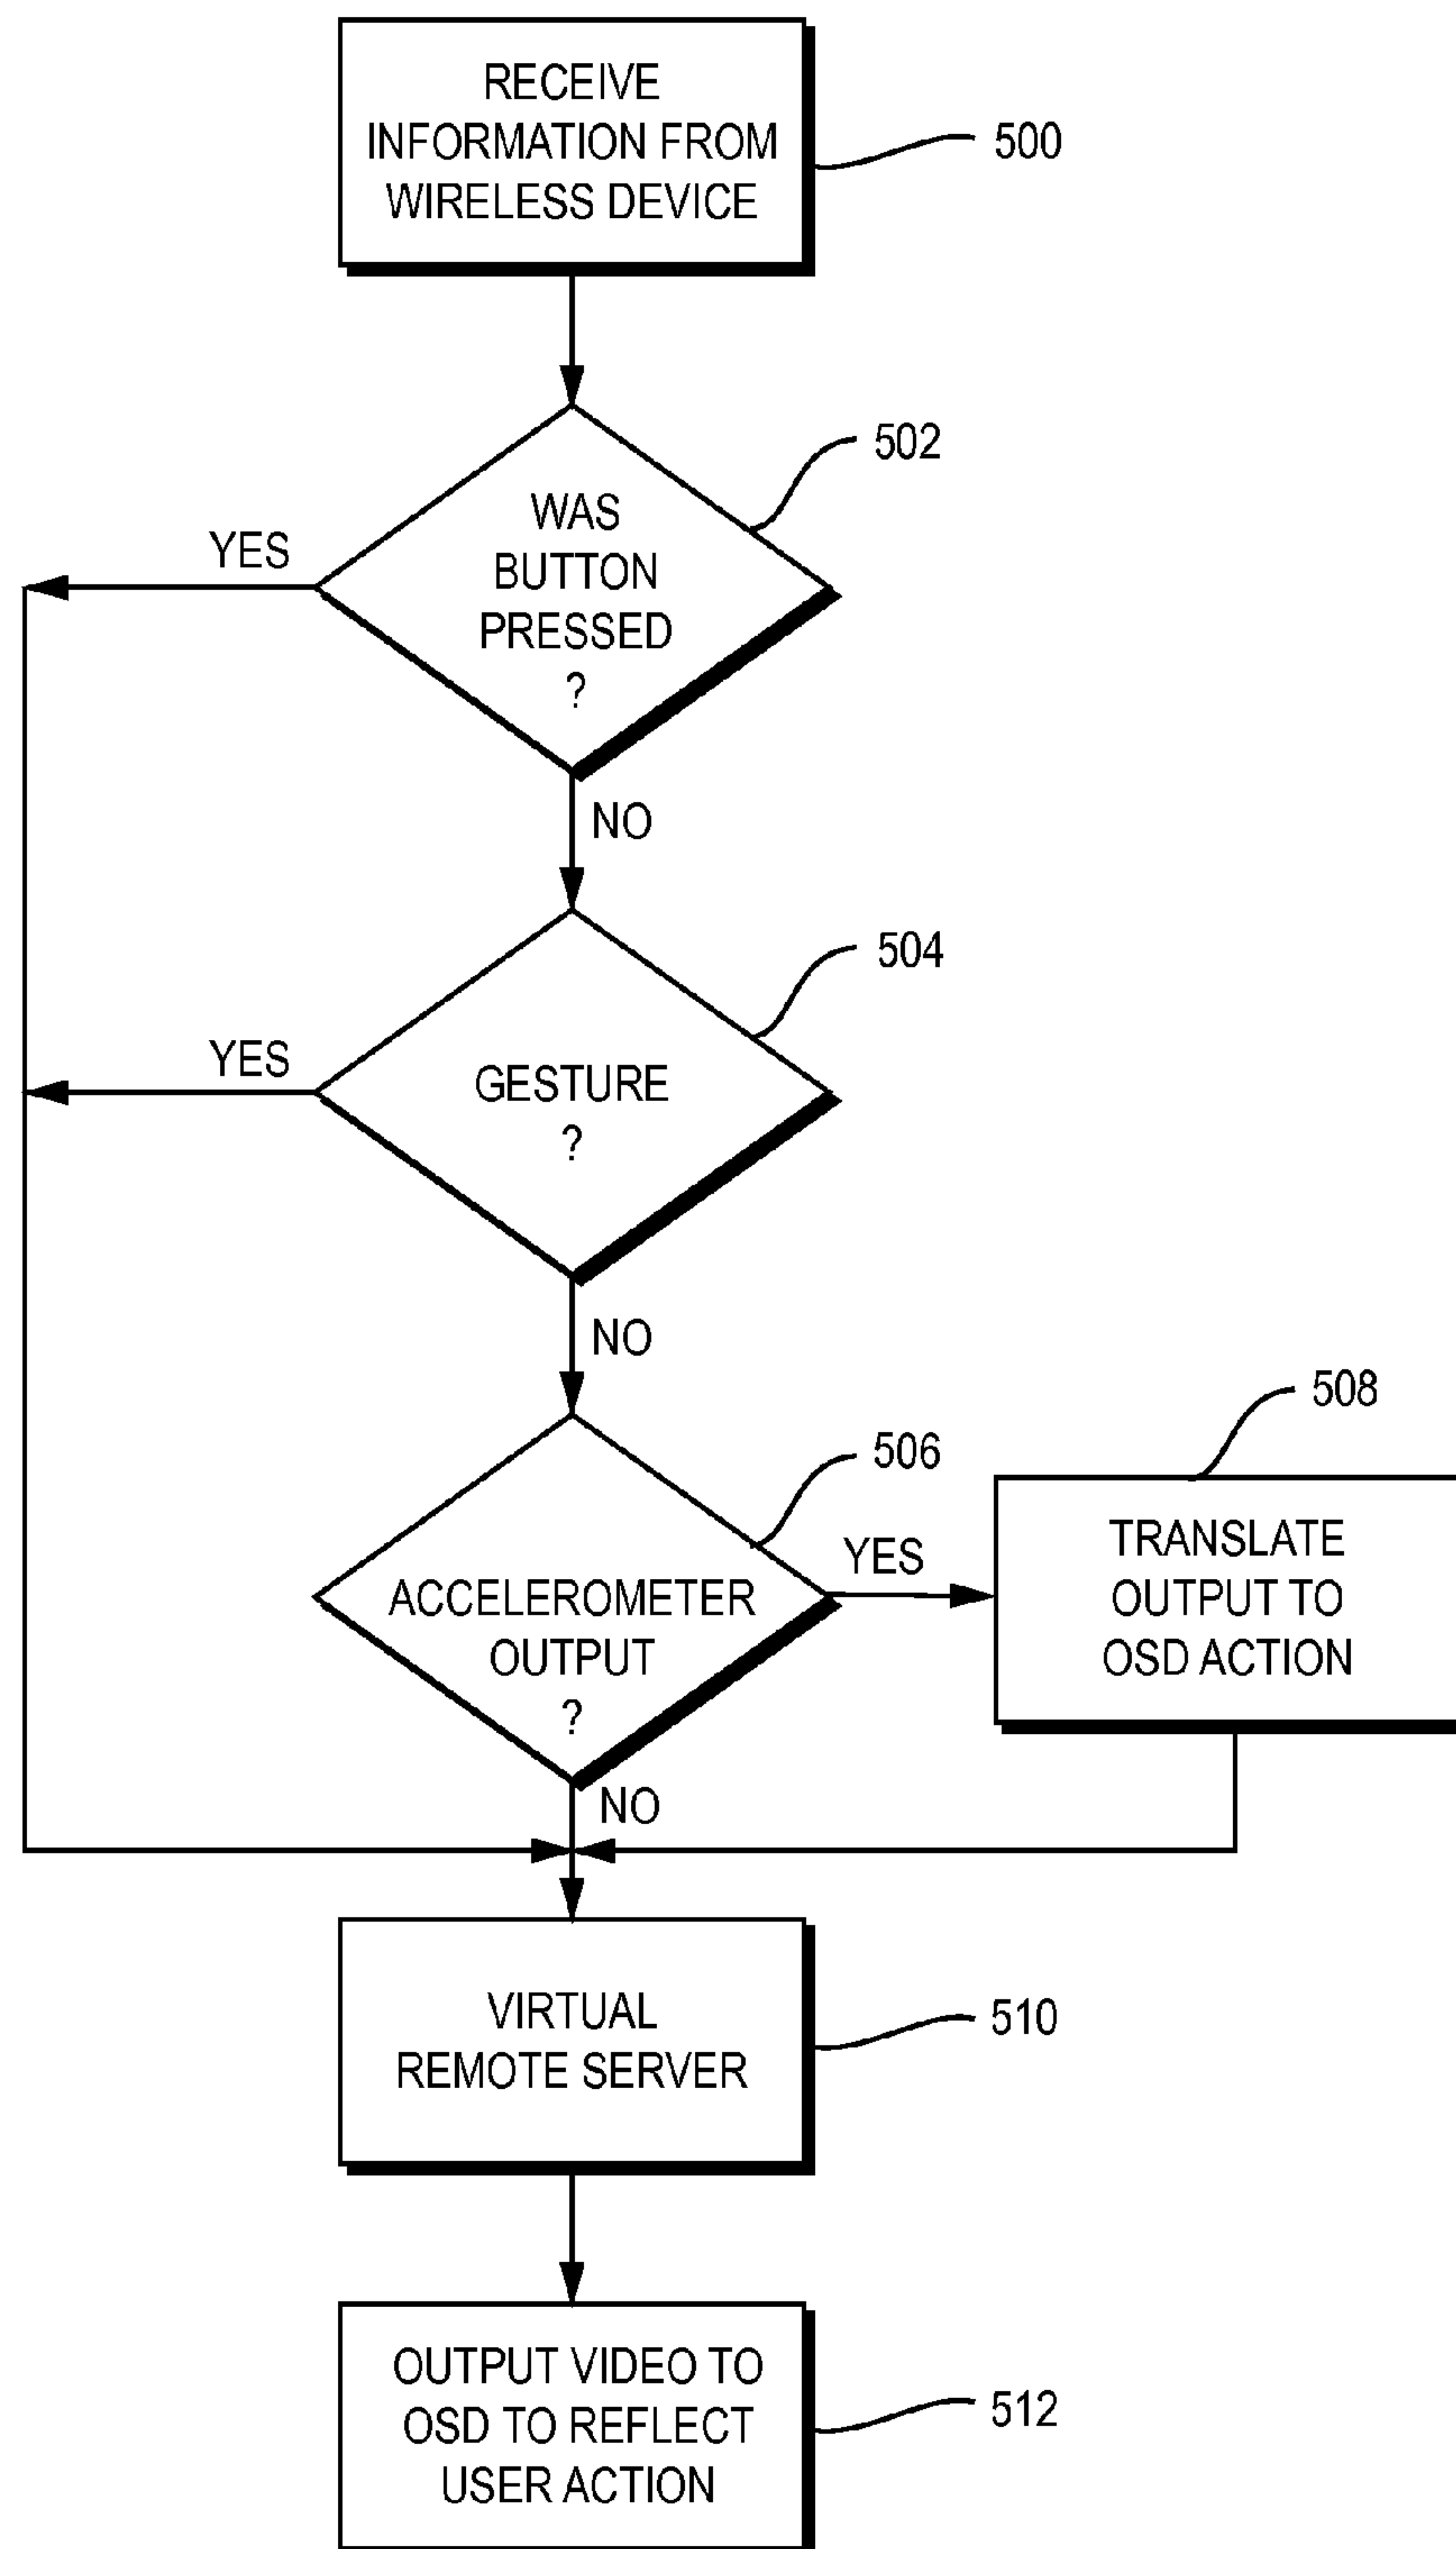 RECEIVE
INFORMATION FROM
WIRELESS DEVICE
500
502
WAS
BUTTON
PRESSED
?
YES
NO
504
GESTURE
?
YES
NO
506
ACCELEROMETER
OUTPUT
?
YES
508
TRANSLATE
OUTPUT TO
OSD ACTION
NO
VIRTUAL
REMOTE SERVER
510
OUTPUT VIDEO TO
OSD TO REFLECT
USER ACTION
512